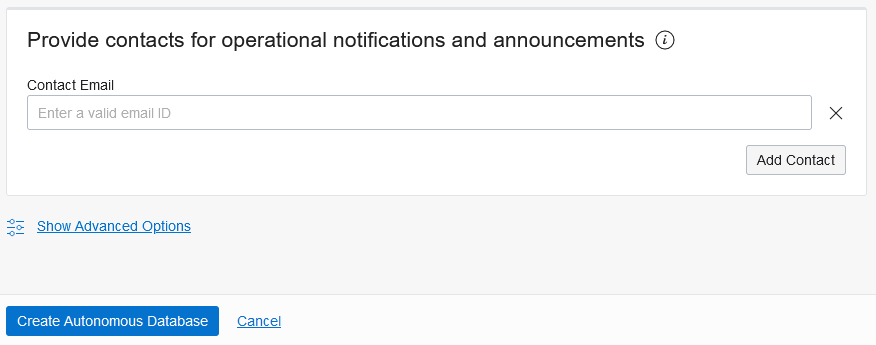 Provide contacts for operational notifications and announcements
Contact Email
Enter a valid email ID
Add Contact
Show Advanced Options
Create Autonomous Database
Cancel